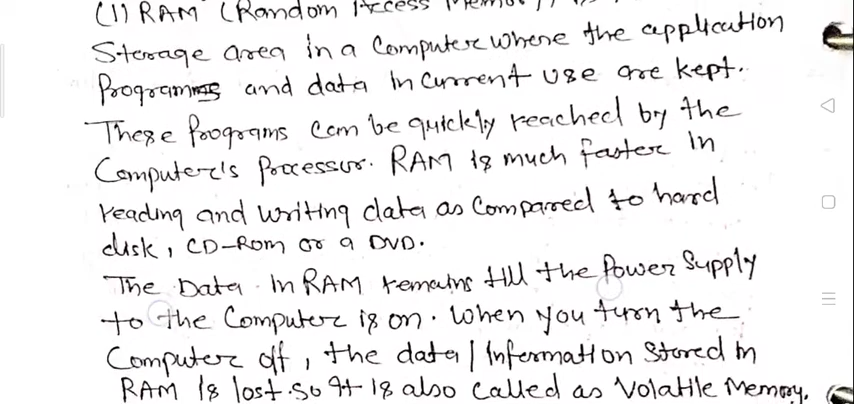 (1) RAM (Random Access Memory)
Storage area in a Computer where the application
Programs and data in current use are kept.
These Programs can be quickly reached by the
Computer's Processor. RAM is much faster in
reading and writing data as Compared to hard
disk, CD-Rom or a DVD.
The Data in RAM remains till the Power Supply
to the Computer is on. When you turn the
Computer off, the data/Information Stored in
RAM is lost. So It is also called as Volatile Memory.